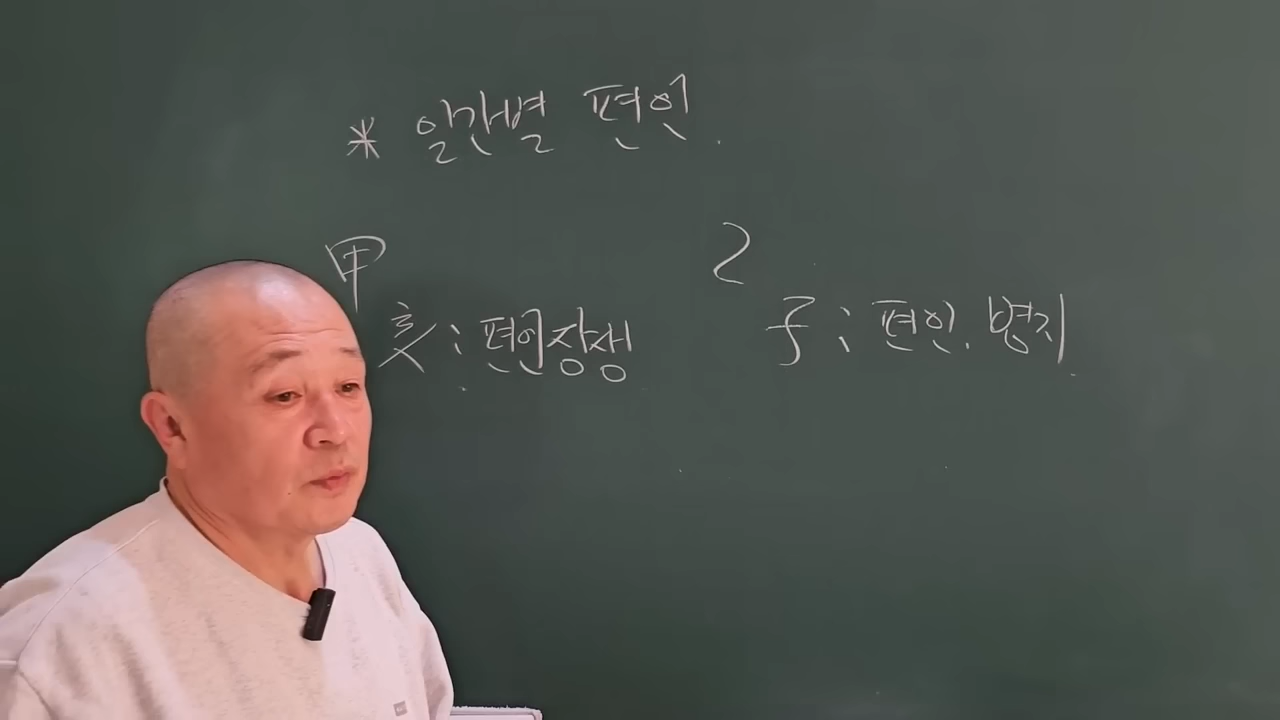 * 일간별 편인.
甲 乙
亥 : 편인장생 子 : 편인. 병지.